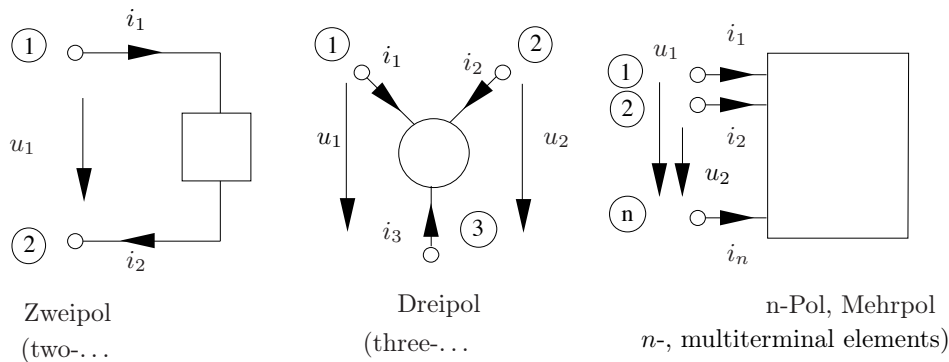 1
i₁
u₁
2
i₂
Zweipol
(two-…
1
i₁
i₂
2
u₁
u₂
i₃
3
Dreipol
(three-…
u₁
i₁
1
2
i₂
u₂
n
iₙ
n-Pol, Mehrpol
n-, multiterminal elements)